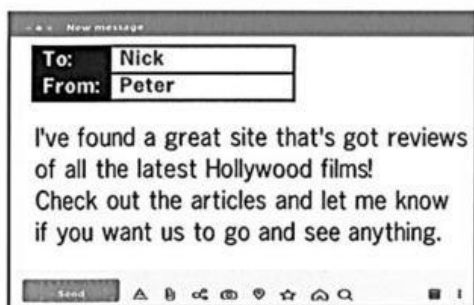 New message
To: Nick
From: Peter
I've found a great site that's got reviews
of all the latest Hollywood films!
Check out the articles and let me know
if you want us to go and see anything.
Send